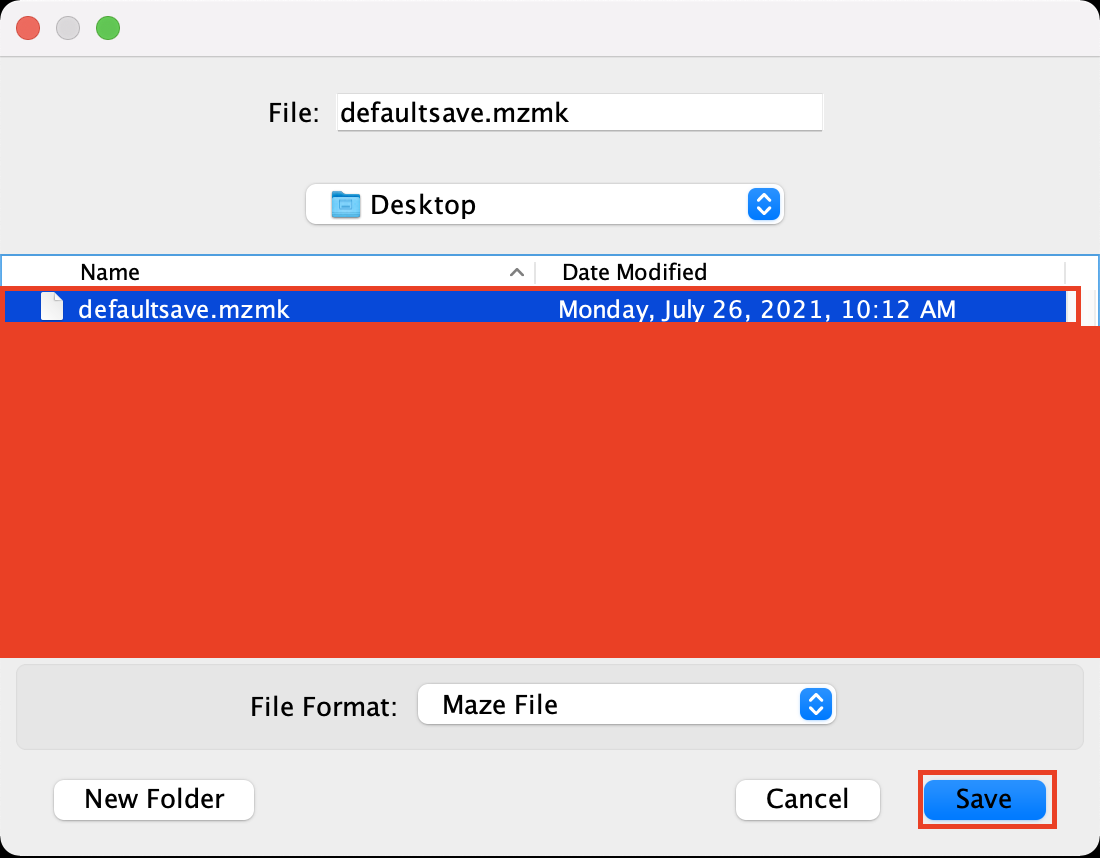 File: defaultsave.mzmk
Desktop
Name Date Modified
defaultsave.mzmk Monday, July 26, 2021, 10:12 AM
File Format: Maze File
New Folder Cancel Save